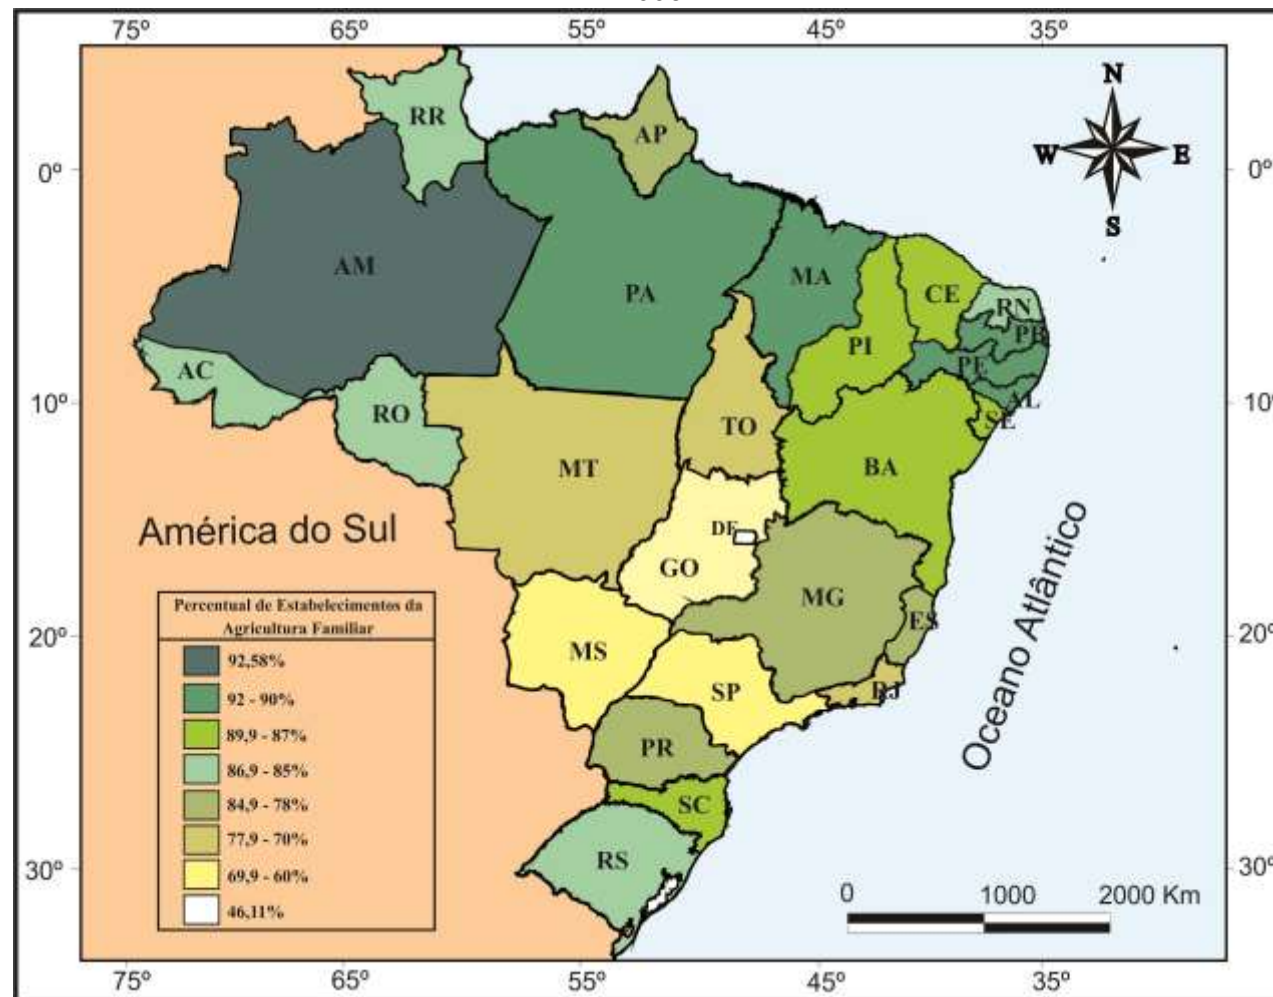 75º 65º 55º 45º 35º
N
W E
S
RR
AP
0º 0º
AM
PA
MA
CE
RN
PB
PI
PE
AC
AL
10º 10º
RO
TO
SE
MT
BA
América do Sul
DF
GO
MG
Oceano Atlântico
ES
20º 20º
MS
SP
RJ
PR
SC
RS
30º 30º
Percentual de Estabelecimentos da
Agricultura Familiar
92,58%
92 - 90%
89,9 - 87%
86,9 - 85%
84,9 - 78%
77,9 - 70%
69,9 - 60%
46,11%
0 1000 2000 Km
75º 65º 55º 45º 35º